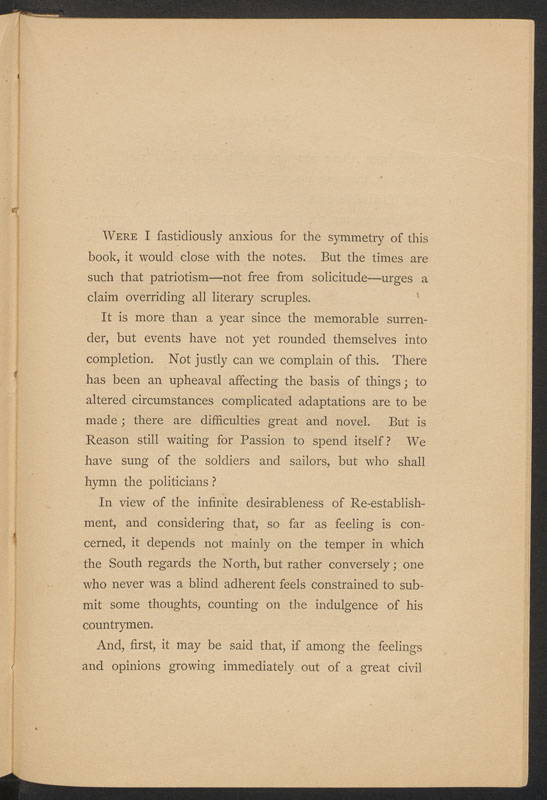 WERE I fastidiously anxious for the symmetry of this
book, it would close with the notes. But the times are
such that patriotism—not free from solicitude—urges a
claim overriding all literary scruples.
It is more than a year since the memorable surren-
der, but events have not yet rounded themselves into
completion. Not justly can we complain of this. There
has been an upheaval affecting the basis of things; to
altered circumstances complicated adaptations are to be
made; there are difficulties great and novel. But is
Reason still waiting for Passion to spend itself? We
have sung of the soldiers and sailors, but who shall
hymn the politicians?
In view of the infinite desirableness of Re-establish-
ment, and considering that, so far as feeling is con-
cerned, it depends not mainly on the temper in which
the South regards the North, but rather conversely; one
who never was a blind adherent feels constrained to sub-
mit some thoughts, counting on the indulgence of his
countrymen.
And, first, it may be said that, if among the feelings
and opinions growing immediately out of a great civil